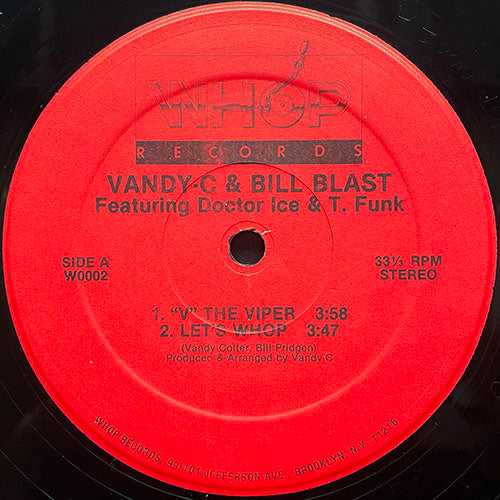 WHOP
RECORDS
VANDY-C & BILL BLAST
Featuring Doctor Ice & T. Funk
SIDE A
W0002
33⅓ RPM
STEREO
1. “V” THE VIPER 3:58
2. LET'S WHOP 3:47
(Vandy Colter, Bill Pridgen)
Producer & Arranged by Vandy-C
WHOP RECORDS, 99 TOT JEFFERSON AVE. BROOKLYN, N.Y. 11216